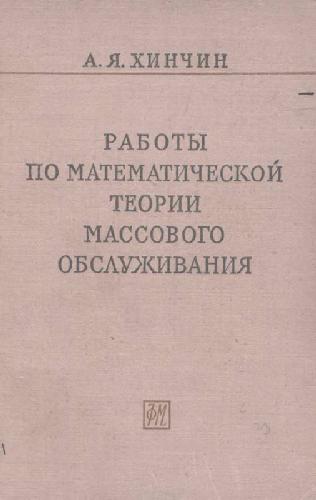 А. Я. ХИНЧИН
РАБОТЫ
ПО МАТЕМАТИЧЕСКОЙ
ТЕОРИИ
МАССОВОГО
ОБСЛУЖИВАНИЯ
ФМ